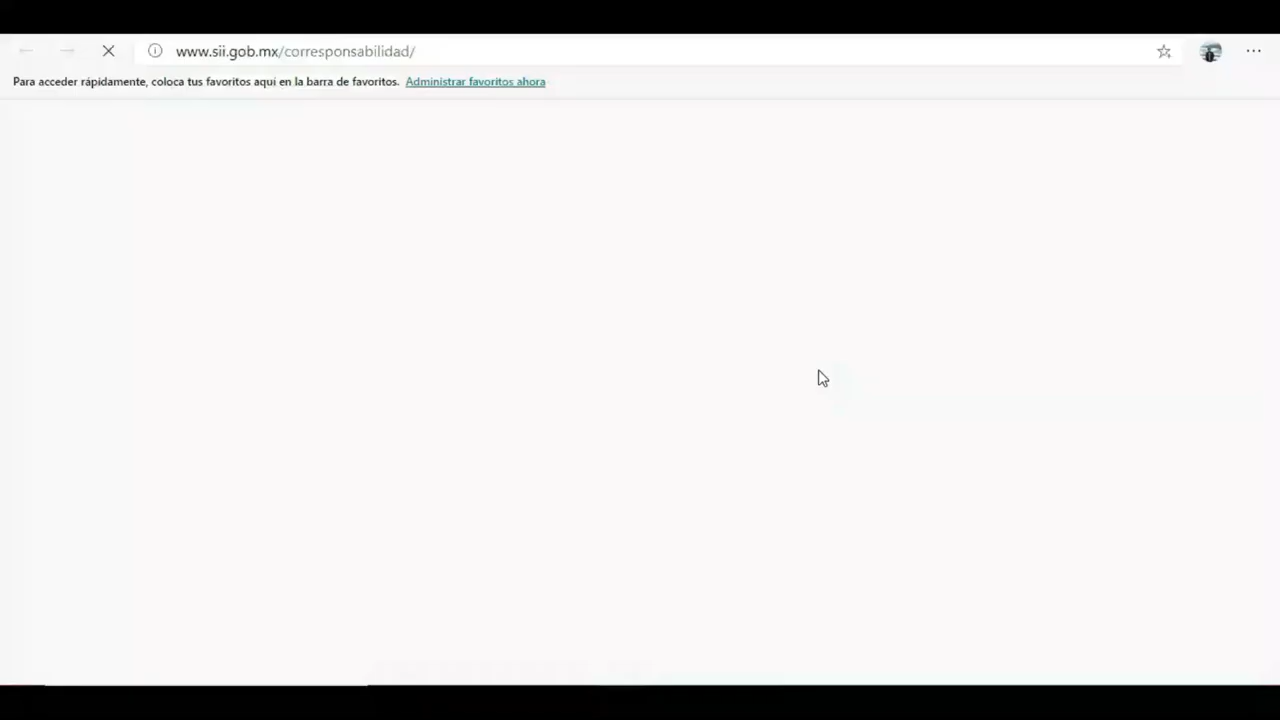 www.sii.gob.mx/corresponsabilidad/
Para acceder rápidamente, coloca tus favoritos aquí en la barra de favoritos. Administrar favoritos ahora